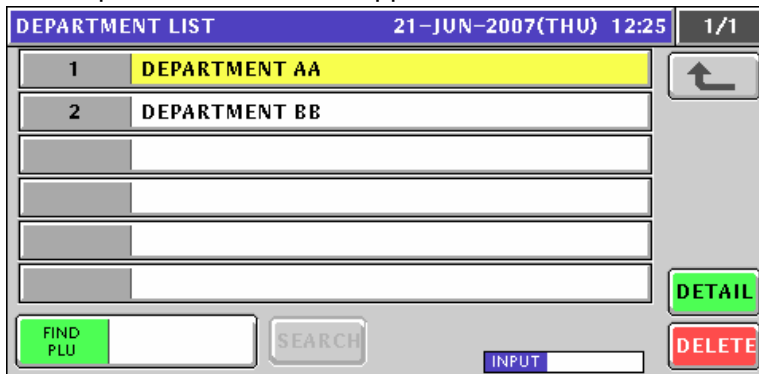 DEPARTMENT LIST 21-JUN-2007(THU) 12:25 1/1
1 DEPARTMENT AA
2 DEPARTMENT BB
DETAIL
FIND
PLU
SEARCH
DELETE
INPUT